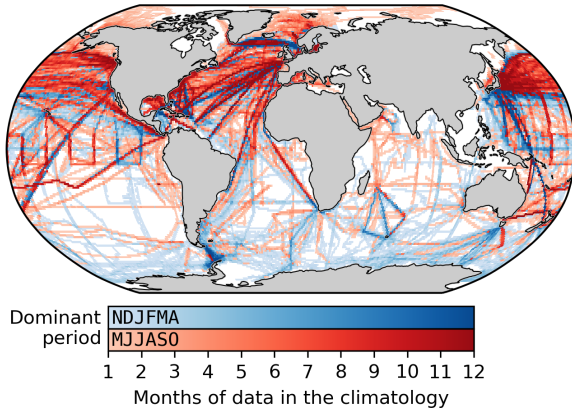 Dominant period
NDJFMA
MJJASO
1 2 3 4 5 6 7 8 9 10 11 12
Months of data in the climatology